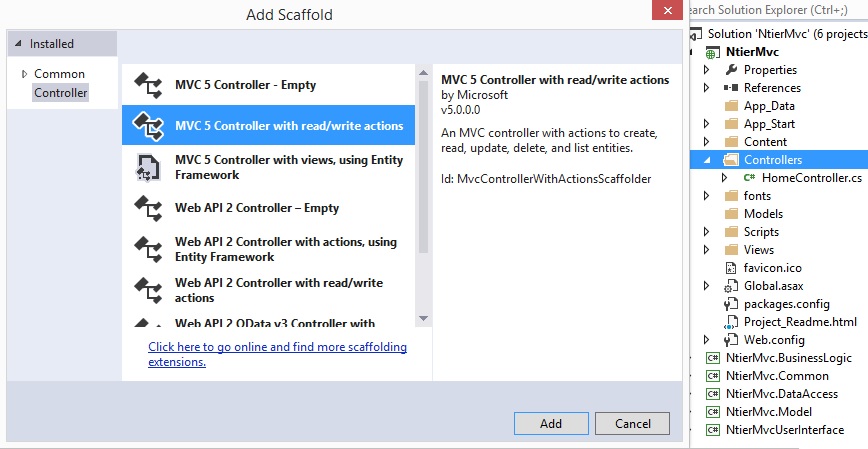 Add Scaffold
Installed
Common
Controller
MVC 5 Controller - Empty
MVC 5 Controller with read/write actions
MVC 5 Controller with views, using Entity
Framework
Web API 2 Controller – Empty
Web API 2 Controller with actions, using
Entity Framework
Web API 2 Controller with read/write
actions
Web API 2 OData v3 Controller with
Click here to go online and find more scaffolding
extensions.
MVC 5 Controller with read/write actions
by Microsoft
v5.0.0.0
An MVC controller with actions to create,
read, update, delete, and list entities.
Id: MvcControllerWithActionsScaffolder
Add
Cancel
earch Solution Explorer (Ctrl+;)
Solution 'NtierMvc' (6 projects
NtierMvc
Properties
References
App_Data
App_Start
Content
Controllers
C# HomeController.cs
fonts
Models
Scripts
Views
favicon.ico
Global.asax
packages.config
Project_Readme.html
Web.config
C# NtierMvc.BusinessLogic
C# NtierMvc.Common
C# NtierMvc.DataAccess
C# NtierMvc.Model
C# NtierMvcUserInterface